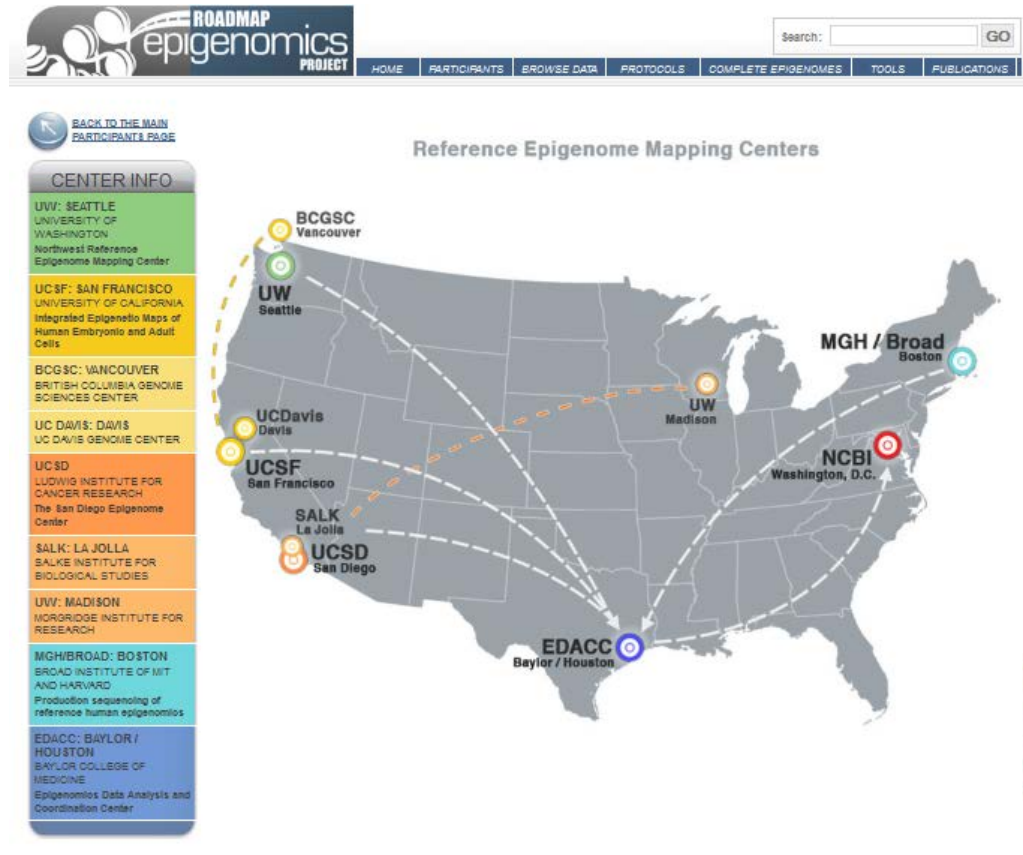 ROADMAP
epigenomics
PROJECT
Search:
GO
HOME
PARTICIPANTS
BROWSE DATA
PROTOCOLS
COMPLETE EPIGENOMES
TOOLS
PUBLICATIONS
BACK TO THE MAIN
PARTICIPANTS PAGE
CENTER INFO
UW: SEATTLE
UNIVERSITY OF
WASHINGTON
Northwest Reference
Epigenome Mapping Center
UCSF: SAN FRANCISCO
UNIVERSITY OF CALIFORNIA
Integrated Epigenetic Maps of
Human Embryonic and Adult
Cells
BCGSC: VANCOUVER
BRITISH COLUMBIA GENOME
SCIENCES CENTER
UC DAVIS: DAVIS
UC DAVIS GENOME CENTER
UCSD
LUDWIG INSTITUTE FOR
CANCER RESEARCH
The San Diego Epigenome
Center
SALK: LA JOLLA
SALKE INSTITUTE FOR
BIOLOGICAL STUDIES
UW: MADISON
MORGRIDGE INSTITUTE FOR
RESEARCH
MGH/BROAD: BOSTON
BROAD INSTITUTE OF MIT
AND HARVARD
Production sequencing of
reference human epigenomics
EDACC: BAYLOR /
HOUSTON
BAYLOR COLLEGE OF
MEDICINE
Epigenomics Data Analysis and
Coordination Center
Reference Epigenome Mapping Centers
BCGSC
Vancouver
UW
Seattle
MGH / Broad
Boston
UW
Madison
UCDavis
Davis
NCBI
Washington, D.C.
UCSF
San Francisco
SALK
La Jolla
UCSD
San Diego
EDACC
Baylor / Houston